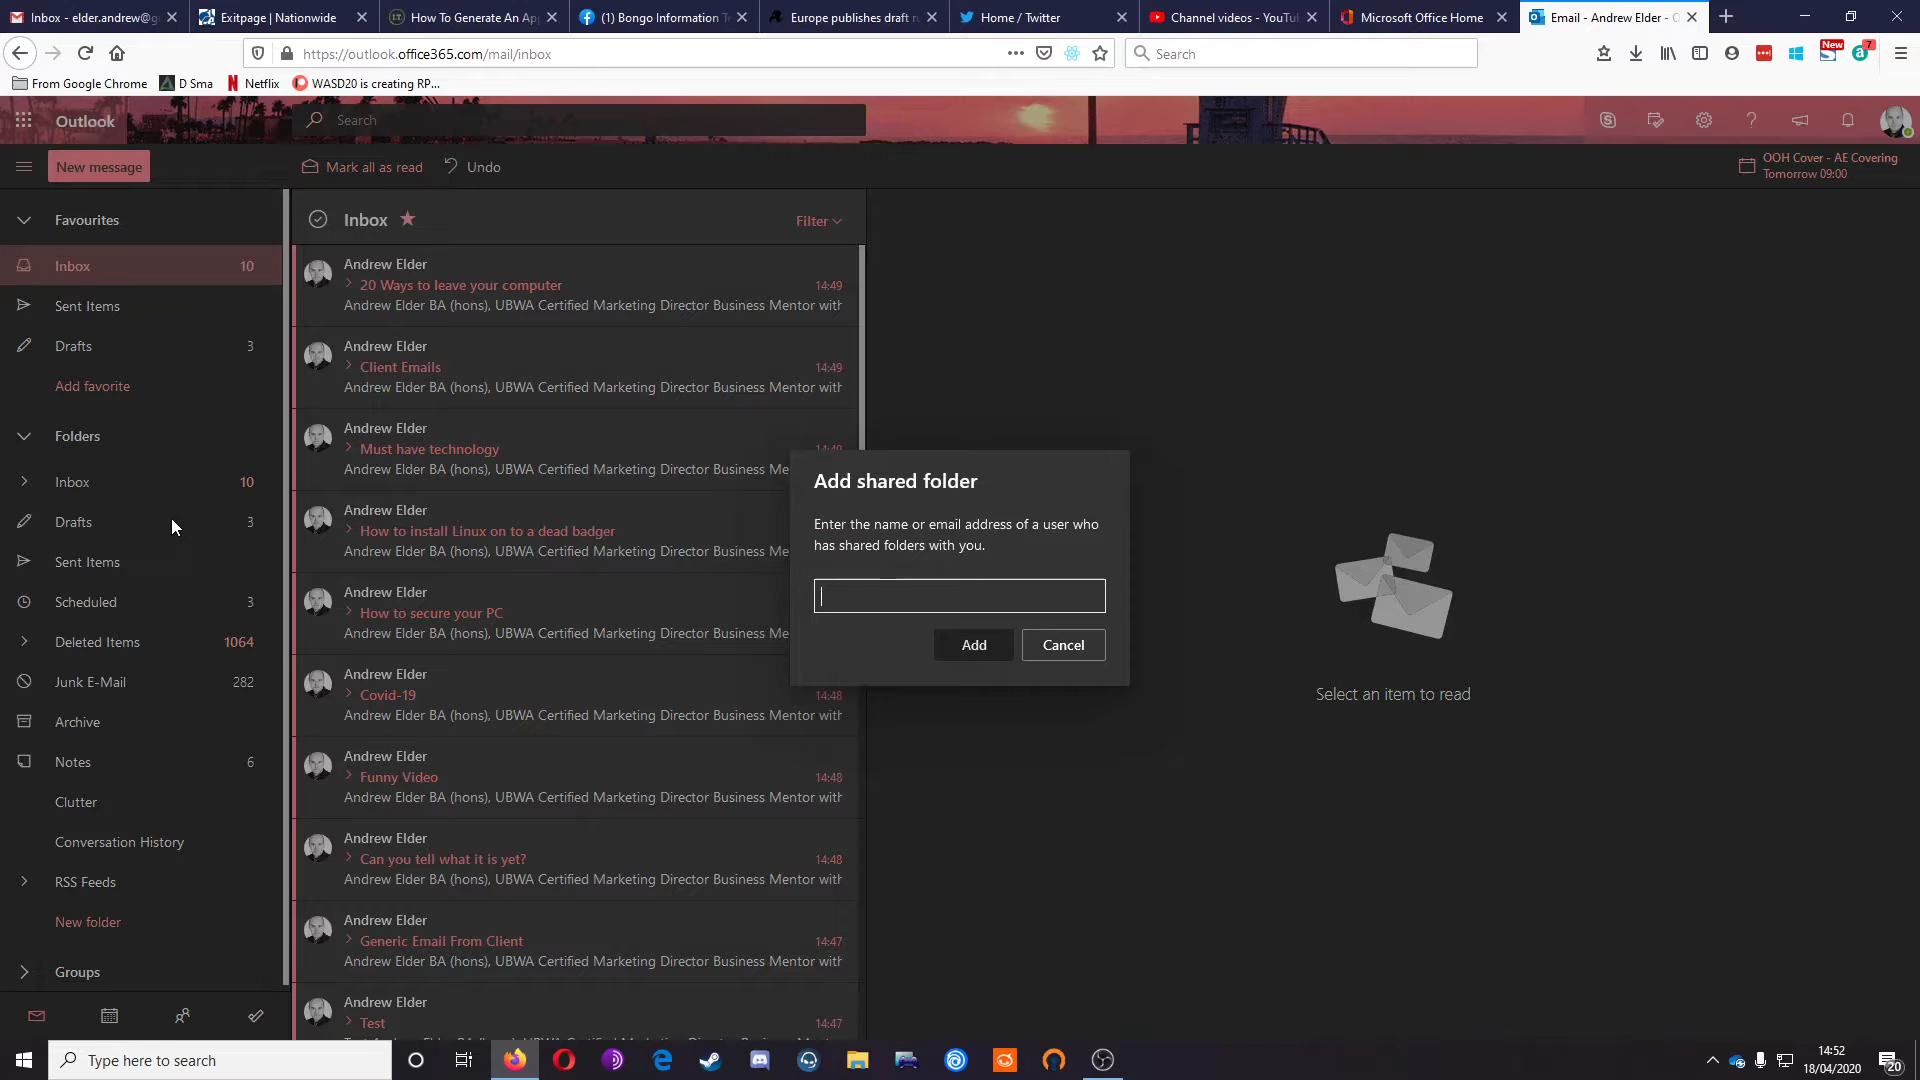 Inbox - elder.andrew@g
Exitpage | Nationwide
How To Generate An Ap
(1) Bongo Information T
Europe publishes draft r
Home / Twitter
Channel videos - YouTu
Microsoft Office Home
Email - Andrew Elder - O
https://outlook.office365.com/mail/inbox
Search
New
7
From Google Chrome
D Sma
Netflix
WASD20 is creating RP...
Outlook
Search
New message
Mark all as read
Undo
OOH Cover - AE Covering
Tomorrow 09:00
Favourites
Inbox 10
Sent Items
Drafts 3
Add favorite
Folders
Inbox 10
Drafts 3
Sent Items
Scheduled 3
Deleted Items 1064
Junk E-Mail 282
Archive
Notes 6
Clutter
Conversation History
RSS Feeds
New folder
Groups
Inbox
Filter
Andrew Elder
20 Ways to leave your computer 14:49
Andrew Elder BA (hons), UBWA Certified Marketing Director Business Mentor with
Andrew Elder
Client Emails 14:49
Andrew Elder BA (hons), UBWA Certified Marketing Director Business Mentor with
Andrew Elder
Must have technology 14:49
Andrew Elder BA (hons), UBWA Certified Marketing Director Business Me
Andrew Elder
How to install Linux on to a dead badger
Andrew Elder BA (hons), UBWA Certified Marketing Director Business Me
Andrew Elder
How to secure your PC
Andrew Elder BA (hons), UBWA Certified Marketing Director Business Me
Andrew Elder
Covid-19 14:48
Andrew Elder BA (hons), UBWA Certified Marketing Director Business Mentor with
Andrew Elder
Funny Video 14:48
Andrew Elder BA (hons), UBWA Certified Marketing Director Business Mentor with
Andrew Elder
Can you tell what it is yet? 14:48
Andrew Elder BA (hons), UBWA Certified Marketing Director Business Mentor with
Andrew Elder
Generic Email From Client 14:47
Andrew Elder BA (hons), UBWA Certified Marketing Director Business Mentor with
Andrew Elder
Test 14:47
Add shared folder
Enter the name or email address of a user who
has shared folders with you.
Add
Cancel
Select an item to read
Type here to search
14:52
18/04/2020
20